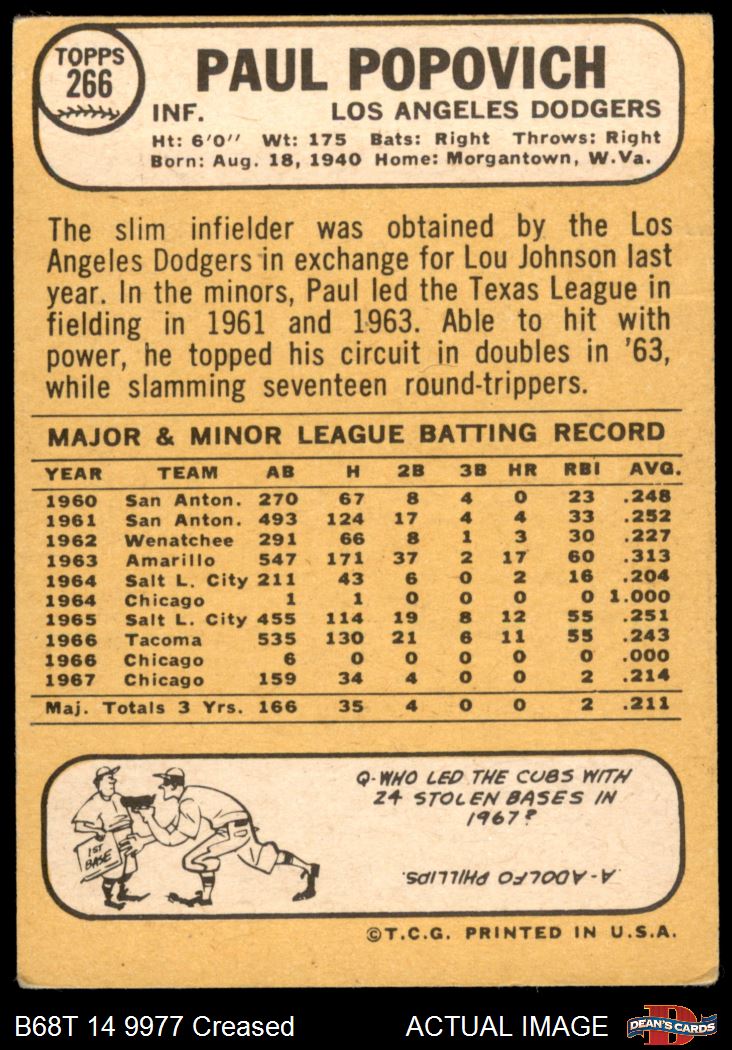 TOPPS
266
PAUL POPOVICH
INF. LOS ANGELES DODGERS
Ht: 6'0" Wt: 175 Bats: Right Throws: Right
Born: Aug. 18, 1940 Home: Morgantown, W.Va.
The slim infielder was obtained by the Los
Angeles Dodgers in exchange for Lou Johnson last
year. In the minors, Paul led the Texas League in
fielding in 1961 and 1963. Able to hit with
power, he topped his circuit in doubles in '63,
while slamming seventeen round-trippers.
MAJOR & MINOR LEAGUE BATTING RECORD
YEAR TEAM AB H 2B 3B HR RBI AVG.
1960 San Anton. 270 67 8 4 0 23 .248
1961 San Anton. 493 124 17 4 4 33 .252
1962 Wenatchee 291 66 8 1 3 30 .227
1963 Amarillo 547 171 37 2 17 60 .313
1964 Salt L. City 211 43 6 0 2 16 .204
1964 Chicago 1 1 0 0 0 0 1.000
1965 Salt L. City 455 114 19 8 12 55 .251
1966 Tacoma 535 130 21 6 11 55 .243
1966 Chicago 6 0 0 0 0 0 .000
1967 Chicago 159 34 4 0 0 2 .214
Maj. Totals 3 Yrs. 166 35 4 0 0 2 .211
1ST
BASE
Q-WHO LED THE CUBS WITH
24 STOLEN BASES IN
1967?
A-ADOLFO PHILLIPS.
©T.C.G. PRINTED IN U.S.A.
B68T 14 9977 Creased ACTUAL IMAGE
D
DEAN'S CARDS